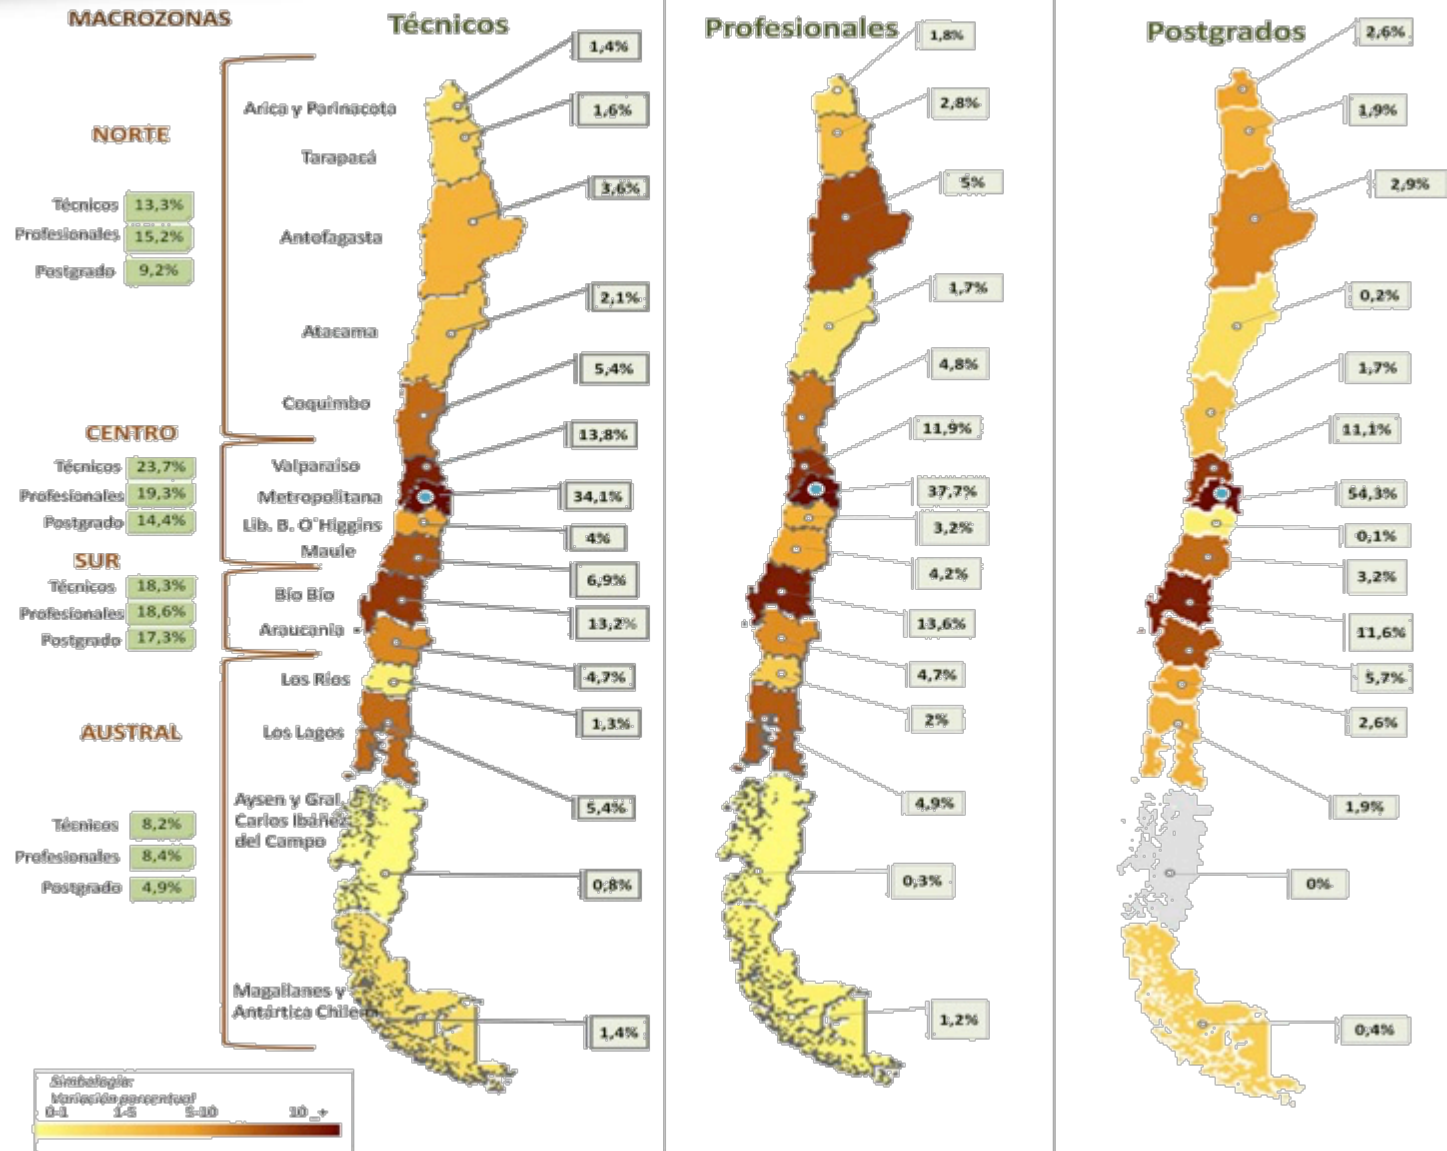 MACROZONAS
NORTE
Técnicos 13,3%
Profesionales 15,2%
Postgrado 9,2%
CENTRO
Técnicos 23,7%
Profesionales 19,3%
Postgrado 14,4%
SUR
Técnicos 18,3%
Profesionales 18,6%
Postgrado 17,3%
AUSTRAL
Técnicos 8,2%
Profesionales 8,4%
Postgrado 4,9%
Arica y Parinacota
Tarapacá
Antofagasta
Atacama
Coquimbo
Valparaiso
Metropolitana
Lib. B. O'Higgins
Maule
Bío Bío
Araucania
Los Ríos
Los Lagos
Aysen y Gral.
Carlos Ibáñez
del Campo
Magallanes y
Antártica Chilena
Técnicos
1,4%
1,6%
3,6%
2,1%
5,4%
13,8%
34,1%
4%
6,9%
13,2%
4,7%
1,3%
5,4%
0,8%
1,4%
Profesionales
1,8%
2,8%
5%
1,7%
4,8%
11,9%
37,7%
3,2%
4,2%
13,6%
4,7%
2%
4,9%
0,3%
1,2%
Postgrados
2,6%
1,9%
2,9%
0,2%
1,7%
11,1%
54,3%
0,1%
3,2%
11,6%
5,7%
2,6%
1,9%
0%
0,4%
Simbología:
Variación porcentual
0-1 1-5 5-10 10 _+